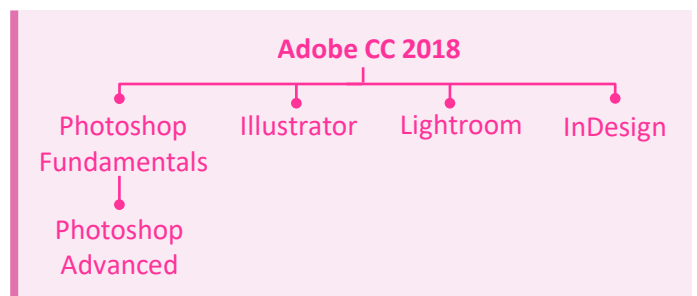 Adobe CC 2018
Photoshop
Fundamentals
Illustrator
Lightroom
InDesign
Photoshop
Advanced